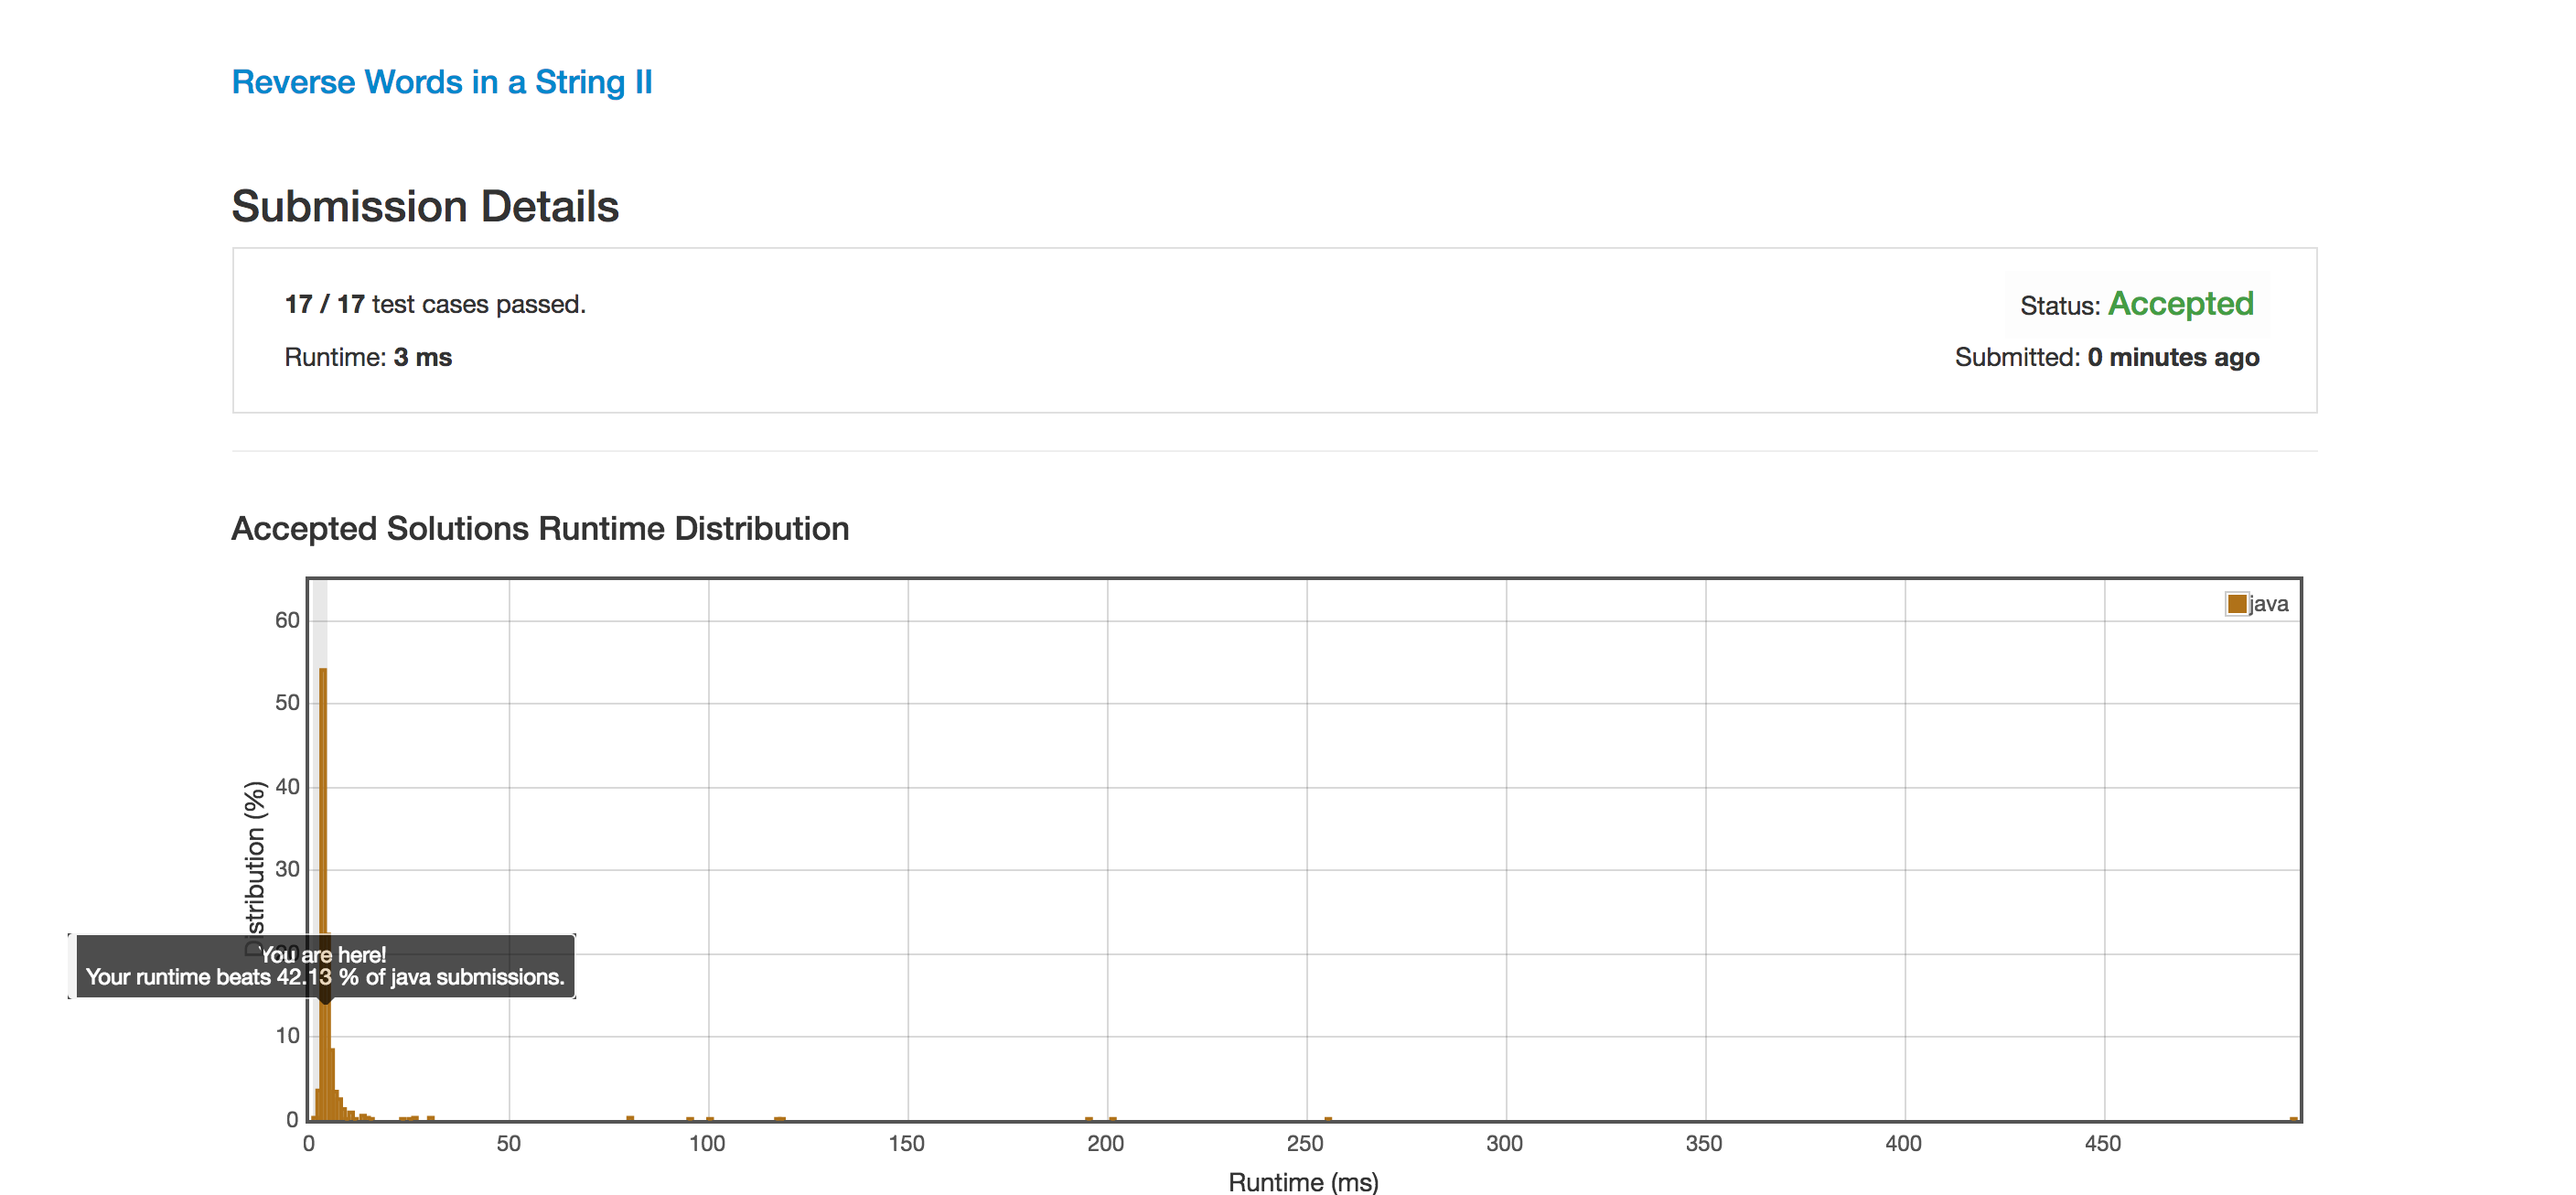 Reverse Words in a String II
Submission Details
17 / 17 test cases passed.
Status: Accepted
Runtime: 3 ms
Submitted: 0 minutes ago
Accepted Solutions Runtime Distribution
java
60
50
40
30
20
10
0
Distribution (%)
You are here!
Your runtime beats 42.13 % of java submissions.
0 50 100 150 200 250 300 350 400 450
Runtime (ms)